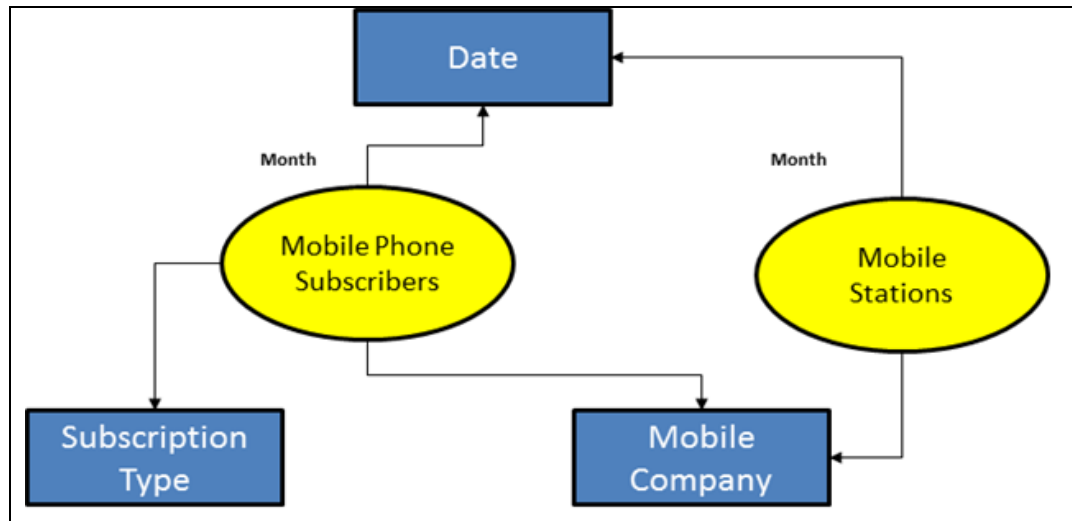 Date
Month
Month
Mobile Phone
Subscribers
Mobile
Stations
Subscription
Type
Mobile
Company